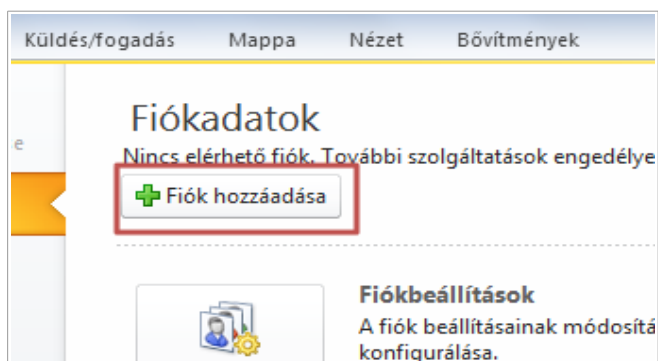 Küldés/fogadás Mappa Nézet Bővítmények
Fiókadatok
Nincs elérhető fiók. További szolgáltatások engedélye
Fiók hozzáadása
Fiókbeállítások
A fiók beállításainak módosítá
konfigurálása.